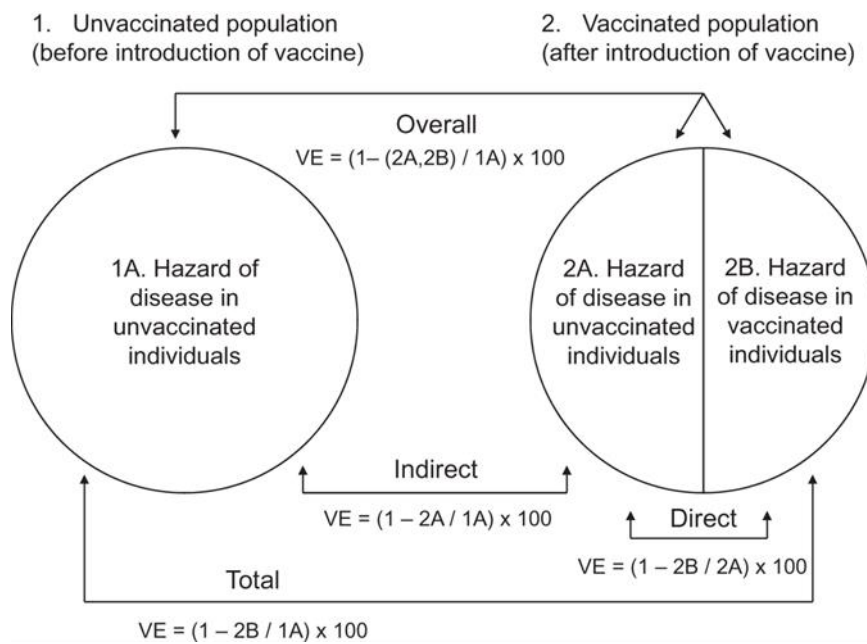 1. Unvaccinated population
(before introduction of vaccine)
2. Vaccinated population
(after introduction of vaccine)
Overall
VE = (1– (2A,2B) / 1A) x 100
1A. Hazard of
disease in
unvaccinated
individuals
2A. Hazard
of disease in
unvaccinated
individuals
2B. Hazard
of disease in
vaccinated
individuals
Indirect
VE = (1 – 2A / 1A) x 100
Direct
VE = (1 – 2B / 2A) x 100
Total
VE = (1 – 2B / 1A) x 100